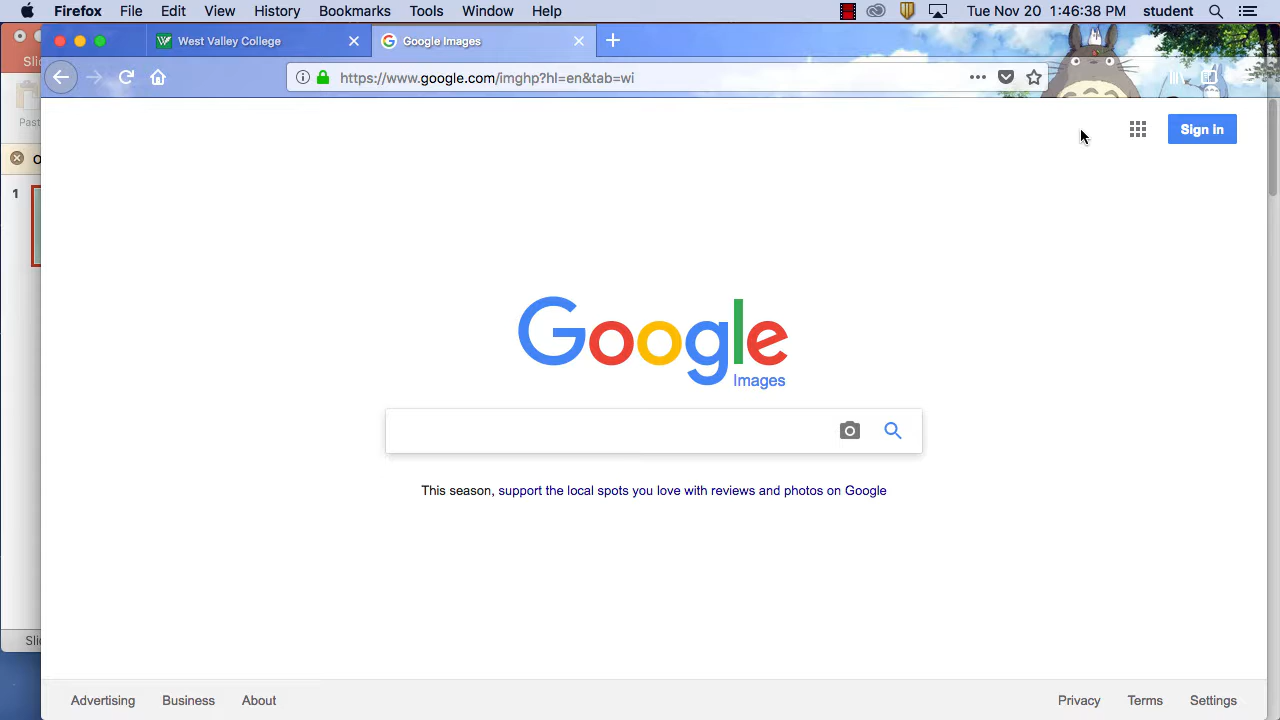 Firefox File Edit View History Bookmarks Tools Window Help Tue Nov 20 1:46:38 PM student
West Valley College Google Images
https://www.google.com/imghp?hl=en&tab=wi
Sign in
1
Google
Images
This season, support the local spots you love with reviews and photos on Google
Advertising Business About Privacy Terms Settings